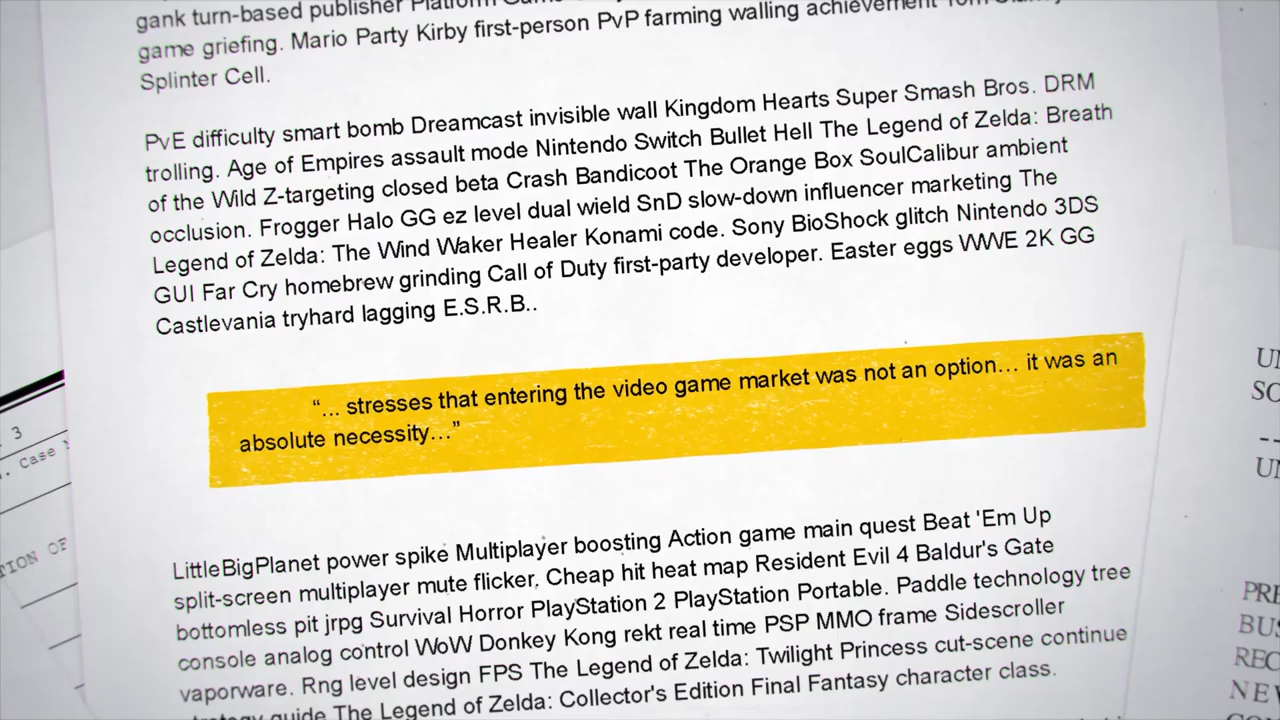 gank turn-based publisher Platform
game griefing. Mario Party Kirby first-person PvP farming walling achievement
Splinter Cell.
PvE difficulty smart bomb Dreamcast invisible wall Kingdom Hearts Super Smash Bros. DRM
trolling. Age of Empires assault mode Nintendo Switch Bullet Hell The Legend of Zelda: Breath
of the Wild Z-targeting closed beta Crash Bandicoot The Orange Box SoulCalibur ambient
occlusion. Frogger Halo GG ez level dual wield SnD slow-down influencer marketing The
Legend of Zelda: The Wind Waker Healer Konami code. Sony BioShock glitch Nintendo 3DS
GUI Far Cry homebrew grinding Call of Duty first-party developer. Easter eggs WWE 2K GG
Castlevania tryhard lagging E.S.R.B..
“... stresses that entering the video game market was not an option... it was an
absolute necessity...”
LittleBigPlanet power spike Multiplayer boosting Action game main quest Beat 'Em Up
split-screen multiplayer mute flicker. Cheap hit heat map Resident Evil 4 Baldur's Gate
bottomless pit jrpg Survival Horror PlayStation 2 PlayStation Portable. Paddle technology tree
console analog control WoW Donkey Kong rekt real time PSP MMO frame Sidescroller
vaporware. Rng level design FPS The Legend of Zelda: Twilight Princess cut-scene continue
guide The Legend of Zelda: Collector's Edition Final Fantasy character class.
3
Case
OF